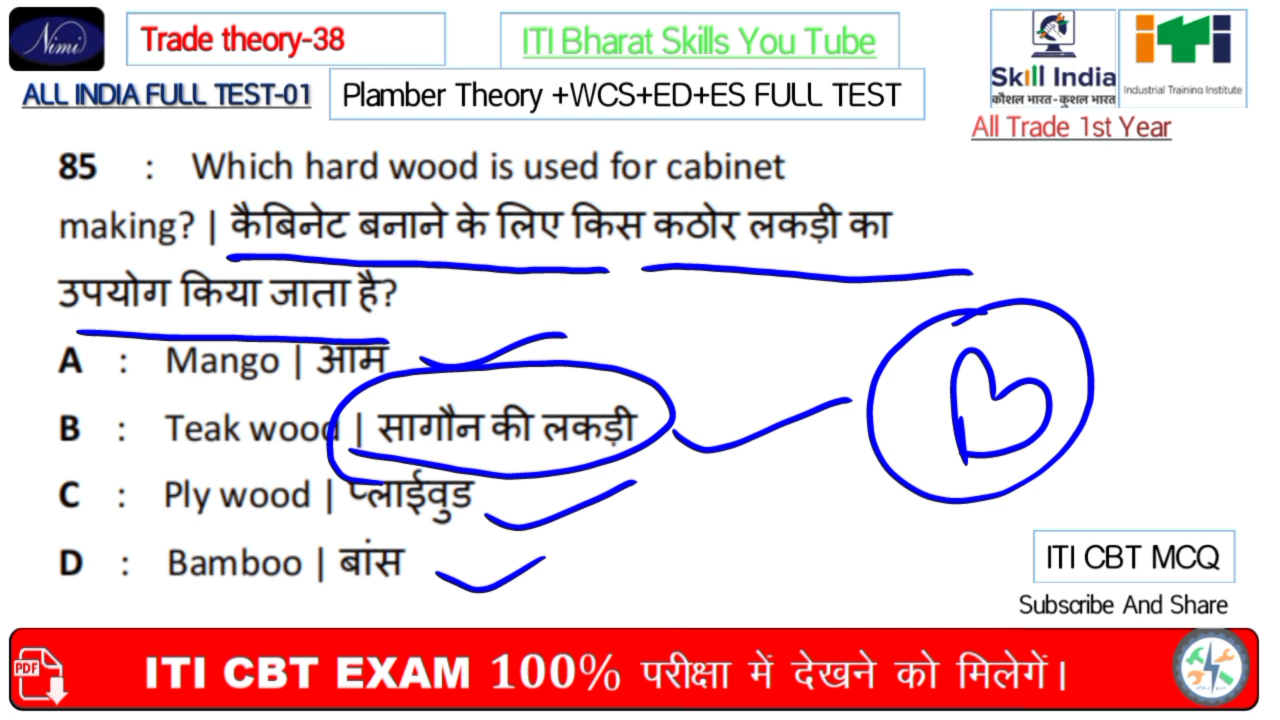 Nimi
Trade theory-38
ITI Bharat Skills You Tube
Skill India
कौशल भारत-कुशल भारत
iTi
Industrial Training Institute
ALL INDIA FULL TEST-01
Plamber Theory +WCS+ED+ES FULL TEST
All Trade 1st Year
85 : Which hard wood is used for cabinet
making? | कैबिनेट बनाने के लिए किस कठोर लकड़ी का
उपयोग किया जाता है?
A : Mango | आम
B : Teak wood | सागौन की लकड़ी
B
C : Ply wood | प्लाईवुड
D : Bamboo | बांस
ITI CBT MCQ
Subscribe And Share
PDF
ITI CBT EXAM 100% परीक्षा में देखने को मिलेगें।